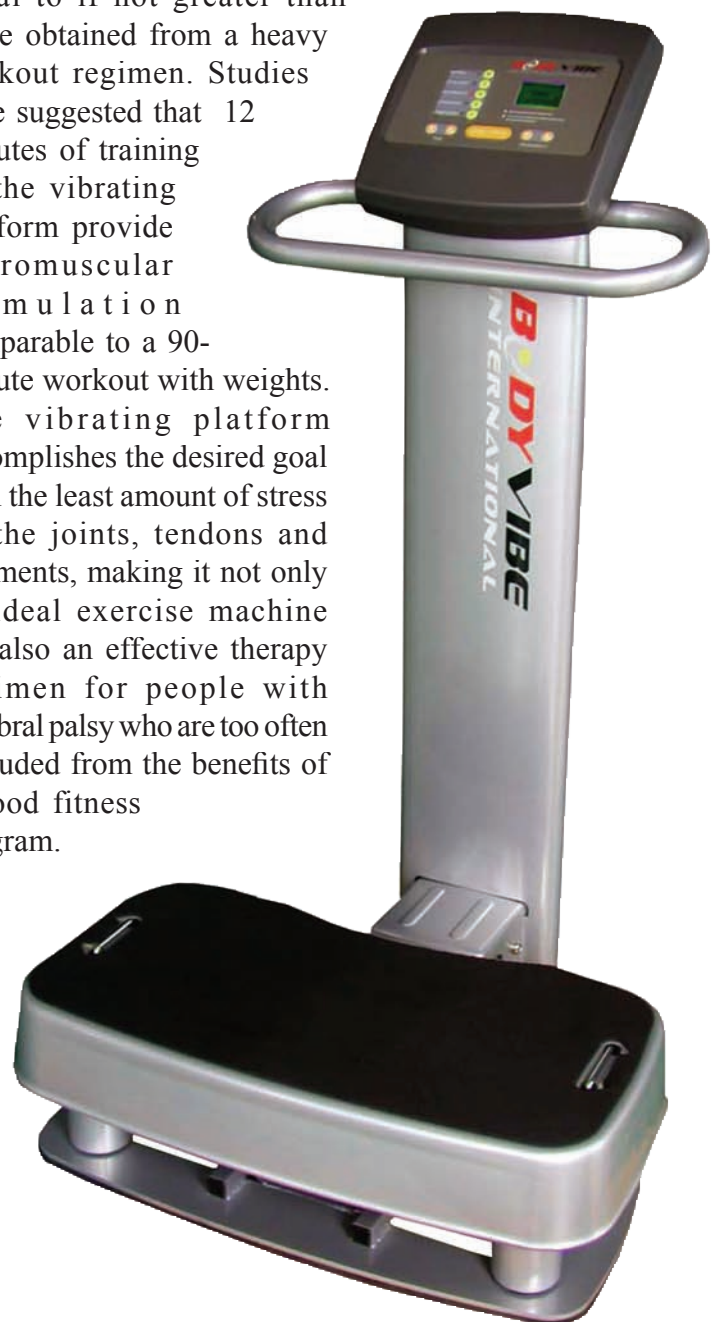 to if not greater than
e obtained from a heavy
kout regimen. Studies
e suggested that 12
utes of training
the vibrating
form provide
romuscular
mulation
parable to a 90-
ute workout with weights.
e vibrating platform
omplishes the desired goal
the least amount of stress
the joints, tendons and
ments, making it not only
deal exercise machine
also an effective therapy
imen for people with
bral palsy who are too often
uded from the benefits of
ood fitness
gram.
VIBE
BODYVIBE
INTERNATIONAL